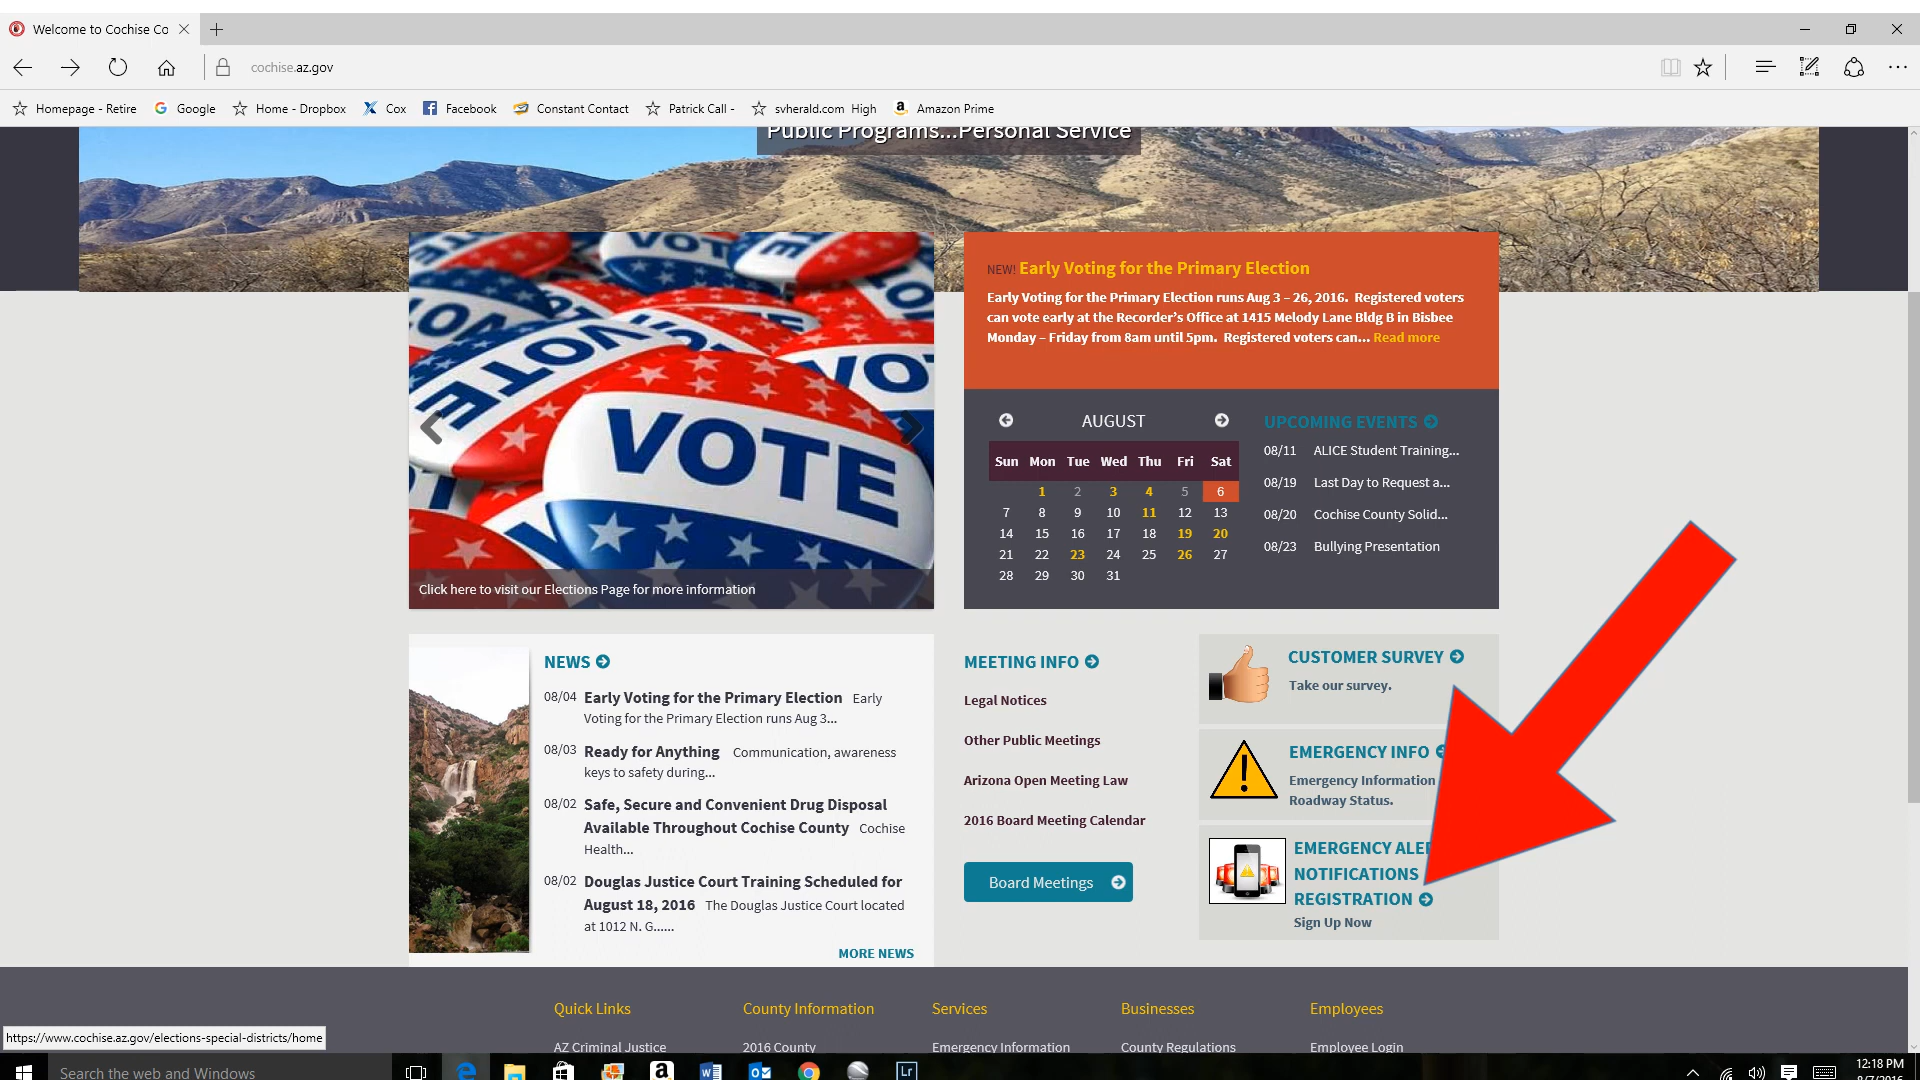 Welcome to Cochise Co
cochise.az.gov
Homepage - Retire
Google
Home - Dropbox
Cox
Facebook
Constant Contact
Patrick Call -
svherald.com High
Amazon Prime
Public Programs...Personal Service
VOTE
Click here to visit our Elections Page for more information
NEW! Early Voting for the Primary Election
Early Voting for the Primary Election runs Aug 3 – 26, 2016. Registered voters
can vote early at the Recorder's Office at 1415 Melody Lane Bldg B in Bisbee
Monday – Friday from 8am until 5pm. Registered voters can... Read more
AUGUST
Sun Mon Tue Wed Thu Fri Sat
1 2 3 4 5 6
7 8 9 10 11 12 13
14 15 16 17 18 19 20
21 22 23 24 25 26 27
28 29 30 31
UPCOMING EVENTS
08/11 ALICE Student Training...
08/19 Last Day to Request a...
08/20 Cochise County Solid...
08/23 Bullying Presentation
NEWS
08/04 Early Voting for the Primary Election Early
Voting for the Primary Election runs Aug 3...
08/03 Ready for Anything Communication, awareness
keys to safety during...
08/02 Safe, Secure and Convenient Drug Disposal
Available Throughout Cochise County Cochise
Health...
08/02 Douglas Justice Court Training Scheduled for
August 18, 2016 The Douglas Justice Court located
at 1012 N. G......
MORE NEWS
MEETING INFO
Legal Notices
Other Public Meetings
Arizona Open Meeting Law
2016 Board Meeting Calendar
Board Meetings
CUSTOMER SURVEY
Take our survey.
EMERGENCY INFO
Emergency Information
Roadway Status.
EMERGENCY ALE
NOTIFICATIONS
REGISTRATION
Sign Up Now
Quick Links
County Information
Services
Businesses
Employees
AZ Criminal Justice
2016 County
Emergency Information
County Regulations
Employee Login
https://www.cochise.az.gov/elections-special-districts/home
Search the web and Windows
Lr
12:18 PM
8/7/2016